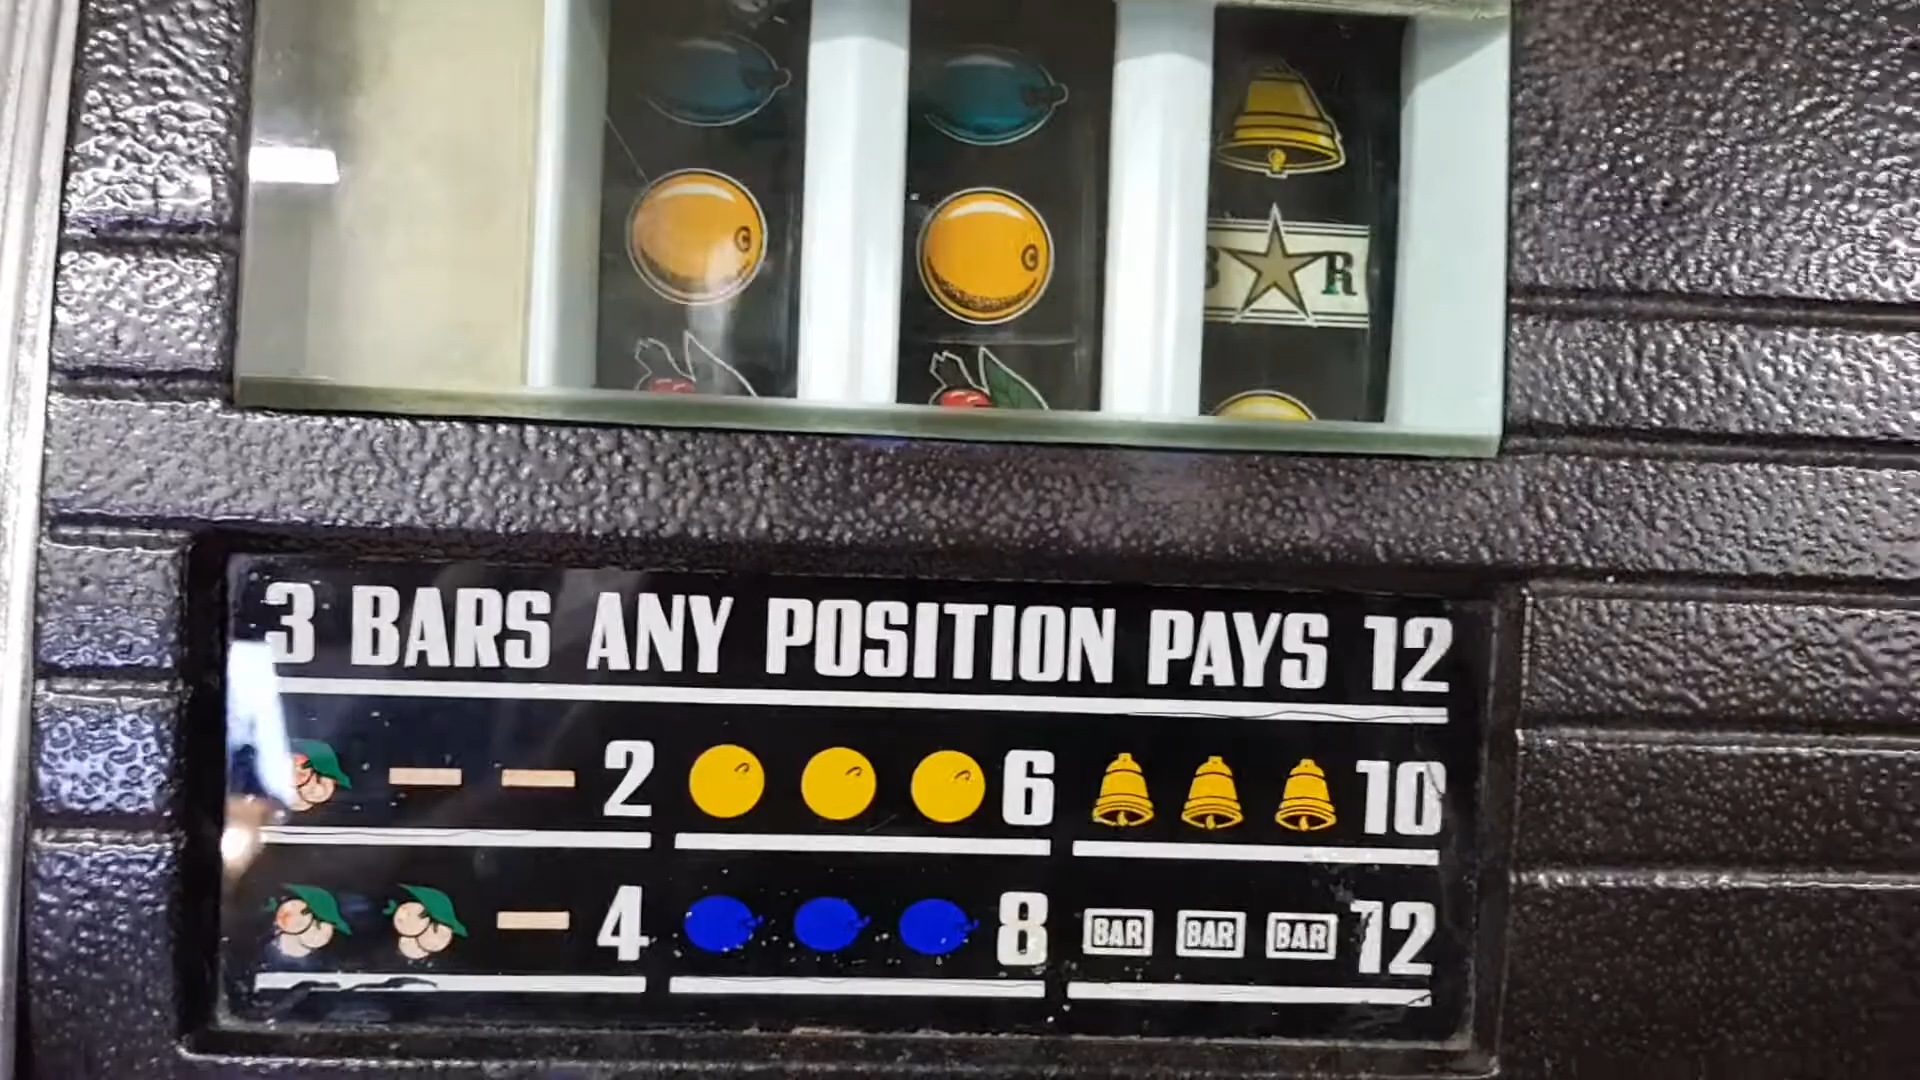 C C
B R
3 BARS ANY POSITION PAYS 12
2 6 10
4 8 BAR BAR BAR 12